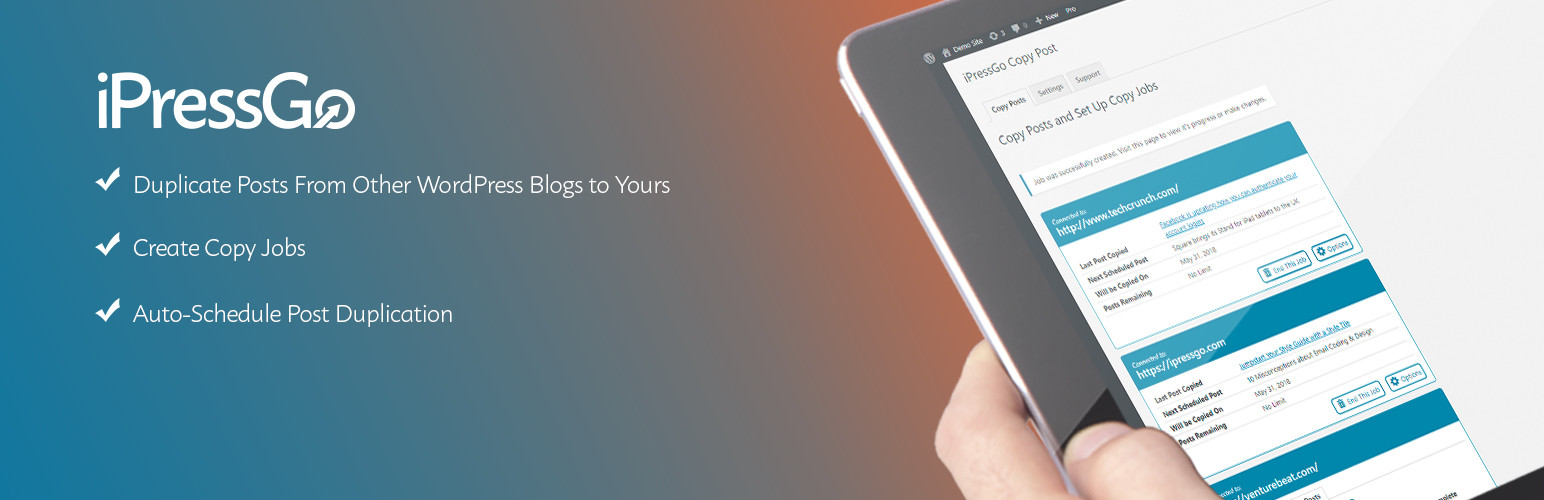 iPressGo
Duplicate Posts From Other WordPress Blogs to Yours
Create Copy Jobs
Auto-Schedule Post Duplication
Demo Site 3 0 New Pro
iPressGo Copy Post
Copy Posts Settings Support
Copy Posts and Set Up Copy Jobs
Job was successfully created. Visit this page to view it's progress or make changes.
Connected to:
http://www.techcrunch.com/
Last Post Copied Facebook is updating how you can authenticate your
account logins
Next Scheduled Post Square brings its Stand for iPad tablets to the UK
Will be Copied On May 31, 2018
Posts Remaining No Limit
End This Job Options
Connected to:
https://ipressgo.com
Last Post Copied Jumpstart Your Style Guide with a Style Tile
Next Scheduled Post 10 Misconceptions about Email Coding & Design
Will be Copied On May 31, 2018
Posts Remaining No Limit
End This Job Options
Connected to:
/venturebeat.com/